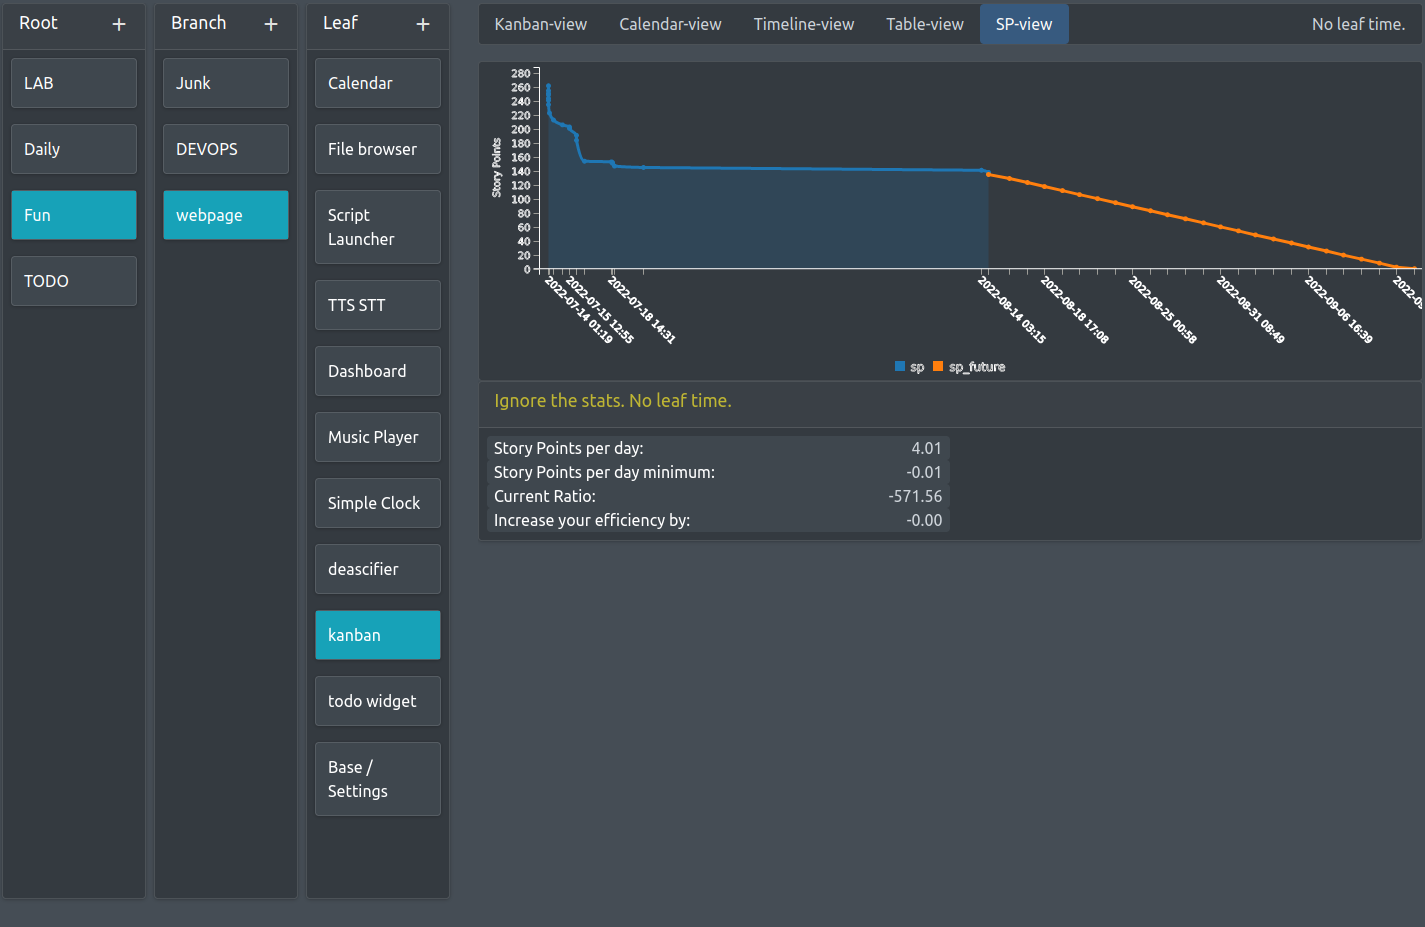 Root +
LAB
Daily
Fun
TODO
Branch +
Junk
DEVOPS
webpage
Leaf +
Calendar
File browser
Script
Launcher
TTS STT
Dashboard
Music Player
Simple Clock
deascifier
kanban
todo widget
Base /
Settings
Kanban-view Calendar-view Timeline-view Table-view SP-view No leaf time.
Story Points
280
260
240
220
200
180
160
140
120
100
80
60
40
20
0
2022-07-14 01:19
2022-07-15 12:55
2022-07-18 14:31
2022-08-14 03:15
2022-08-18 17:08
2022-08-25 00:58
2022-08-31 08:49
2022-09-06 16:39
sp sp_future
Ignore the stats. No leaf time.
Story Points per day: 4.01
Story Points per day minimum: -0.01
Current Ratio: -571.56
Increase your efficiency by: -0.00